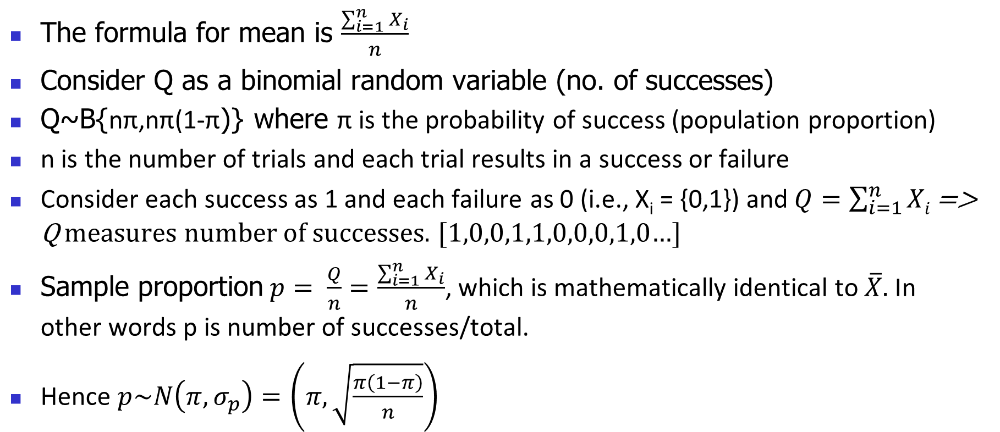 ▪ The formula for mean is $\frac{\sum_{i=1}^{n} X_i}{n}$
▪ Consider Q as a binomial random variable (no. of successes)
▪ Q~B{nπ,nπ(1-π)} where π is the probability of success (population proportion)
▪ n is the number of trials and each trial results in a success or failure
▪ Consider each success as 1 and each failure as 0 (i.e., X_i = {0,1}) and $Q = \sum_{i=1}^{n} X_i =>$
Q measures number of successes. [1,0,0,1,1,0,0,0,1,0…]
▪ Sample proportion $p = \frac{Q}{n} = \frac{\sum_{i=1}^{n} X_i}{n}$, which is mathematically identical to $\bar{X}$. In
other words p is number of successes/total.
▪ Hence $p \sim N(\pi, \sigma_p) = \left(\pi, \sqrt{\frac{\pi(1-\pi)}{n}}\right)$